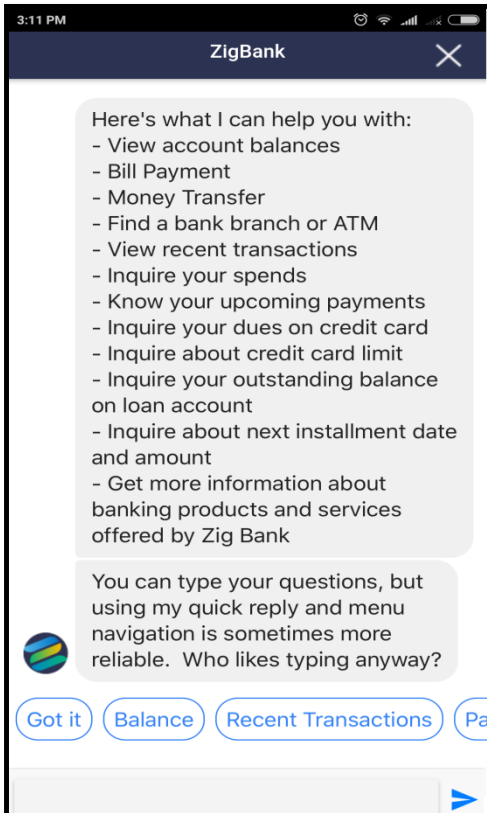 3:11 PM
ZigBank
Here's what I can help you with:
- View account balances
- Bill Payment
- Money Transfer
- Find a bank branch or ATM
- View recent transactions
- Inquire your spends
- Know your upcoming payments
- Inquire your dues on credit card
- Inquire about credit card limit
- Inquire your outstanding balance
on loan account
- Inquire about next installment date
and amount
- Get more information about
banking products and services
offered by Zig Bank
You can type your questions, but
using my quick reply and menu
navigation is sometimes more
reliable.  Who likes typing anyway?
Got it Balance Recent Transactions Pa